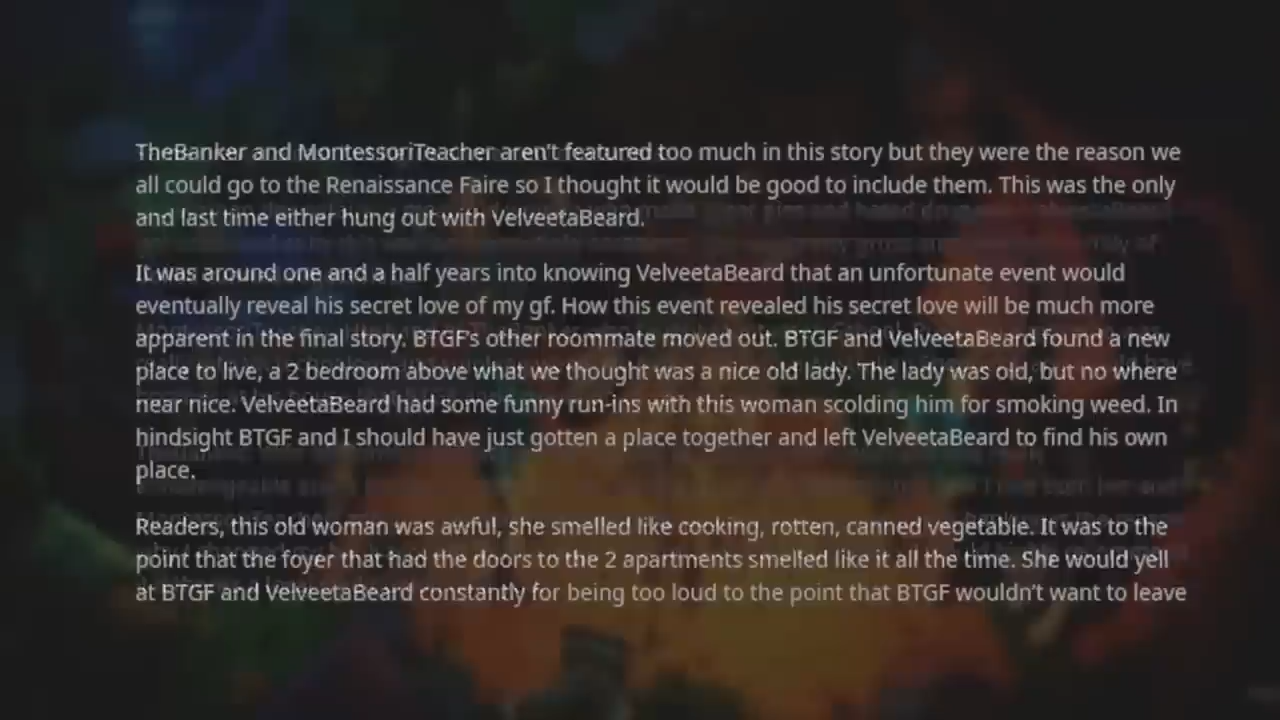 TheBanker and MontessoriTeacher aren't featured too much in this story but they were the reason we
all could go to the Renaissance Faire so I thought it would be good to include them. This was the only
and last time either hung out with VelveetaBeard.
It was around one and a half years into knowing VelveetaBeard that an unfortunate event would
eventually reveal his secret love of my gf. How this event revealed his secret love will be much more
apparent in the final story. BTGF's other roommate moved out. BTGF and VelveetaBeard found a new
place to live, a 2 bedroom above what we thought was a nice old lady. The lady was old, but no where
near nice. VelveetaBeard had some funny run-ins with this woman scolding him for smoking weed. In
hindsight BTGF and I should have just gotten a place together and left VelveetaBeard to find his own
place.
Readers, this old woman was awful, she smelled like cooking, rotten, canned vegetable. It was to the
point that the foyer that had the doors to the 2 apartments smelled like it all the time. She would yell
at BTGF and VelveetaBeard constantly for being too loud to the point that BTGF wouldn't want to leave